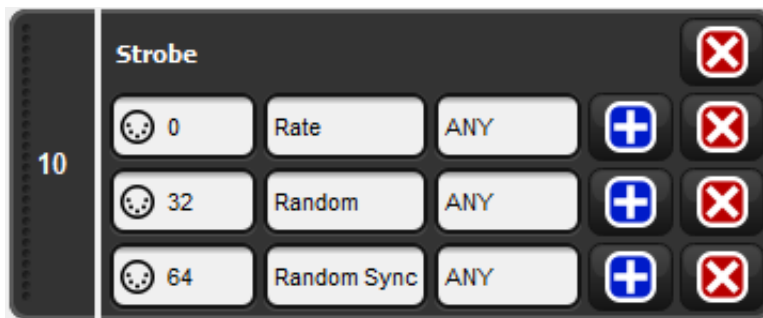 Strobe
10
0 Rate ANY
32 Random ANY
64 Random Sync ANY